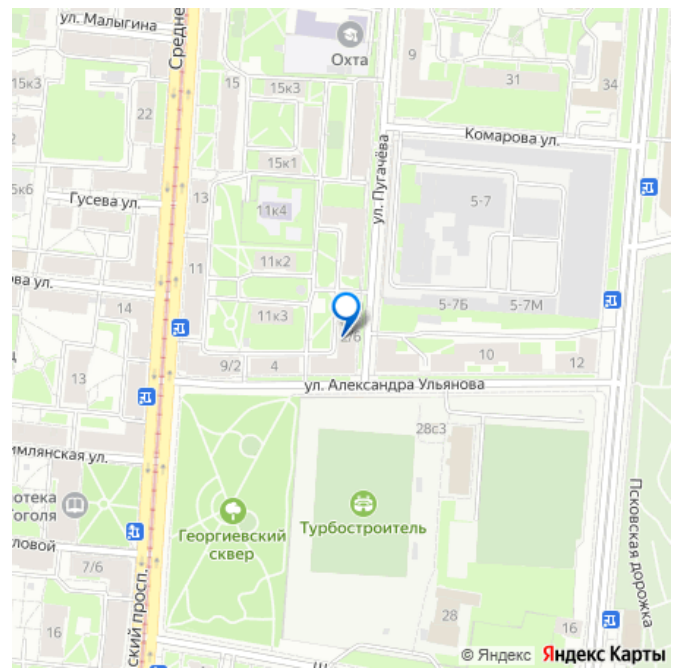 ул. Малыгина
Средне
Охта
9
31
34
15к3
15
15к3
22
Комарова ул.
15к1
ул. Пугачёва
5к6
Гусева ул.
13
11к4
5-7
11
11к2
ова ул.
14
11к3
2/6
5-7Б
5-7М
13
9/2
4
10
12
ул. Александра Ульянова
28с3
имлянская ул.
отека
Гоголя
Георгиевский
сквер
Турбостроитель
Псковская дорожка
ловой
7/6
ский просп.
16
28
16
Ш
© Яндекс Яндекс Карты